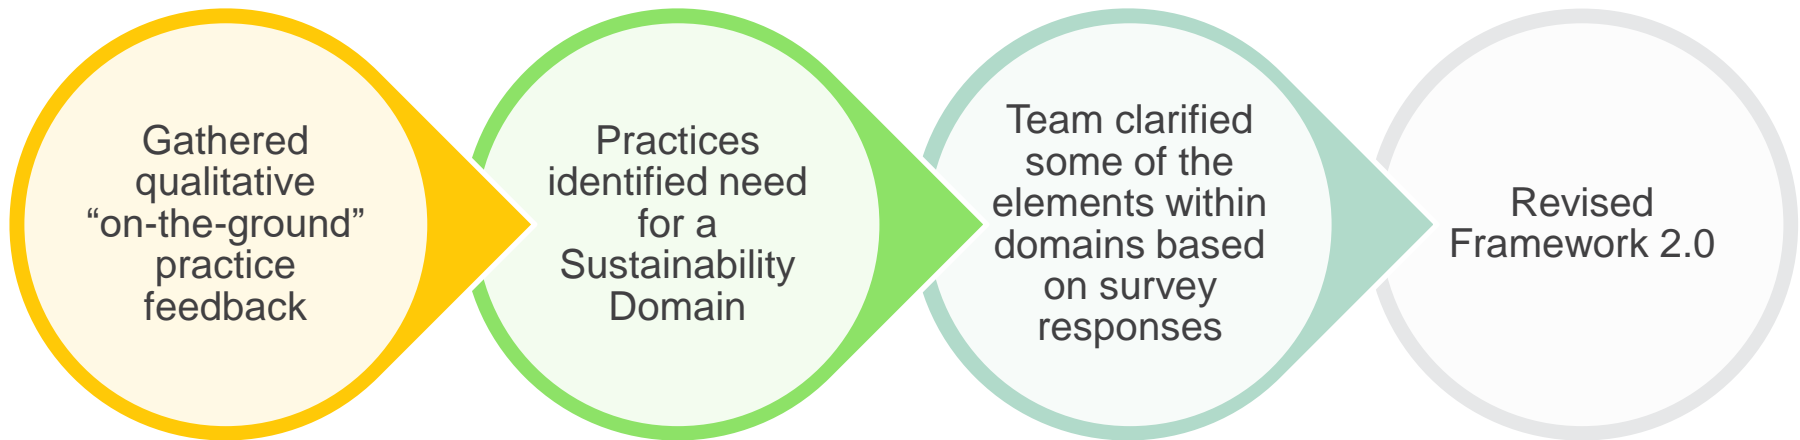 Gathered
qualitative
“on-the-ground”
practice
feedback
Practices
identified need
for a
Sustainability
Domain
Team clarified
some of the
elements within
domains based
on survey
responses
Revised
Framework 2.0